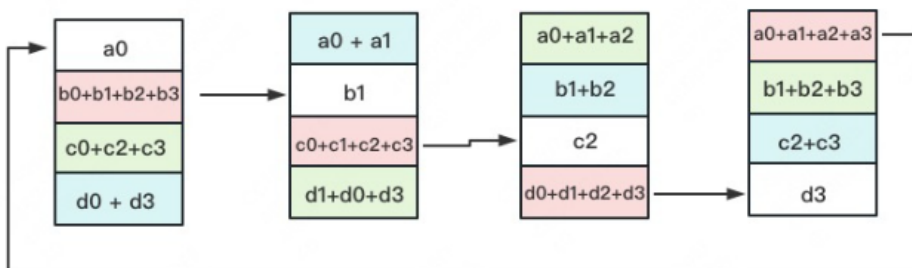 a0
b0+b1+b2+b3
c0+c2+c3
d0 + d3
a0 + a1
b1
c0+c1+c2+c3
d1+d0+d3
a0+a1+a2
b1+b2
c2
d0+d1+d2+d3
a0+a1+a2+a3
b1+b2+b3
c2+c3
d3